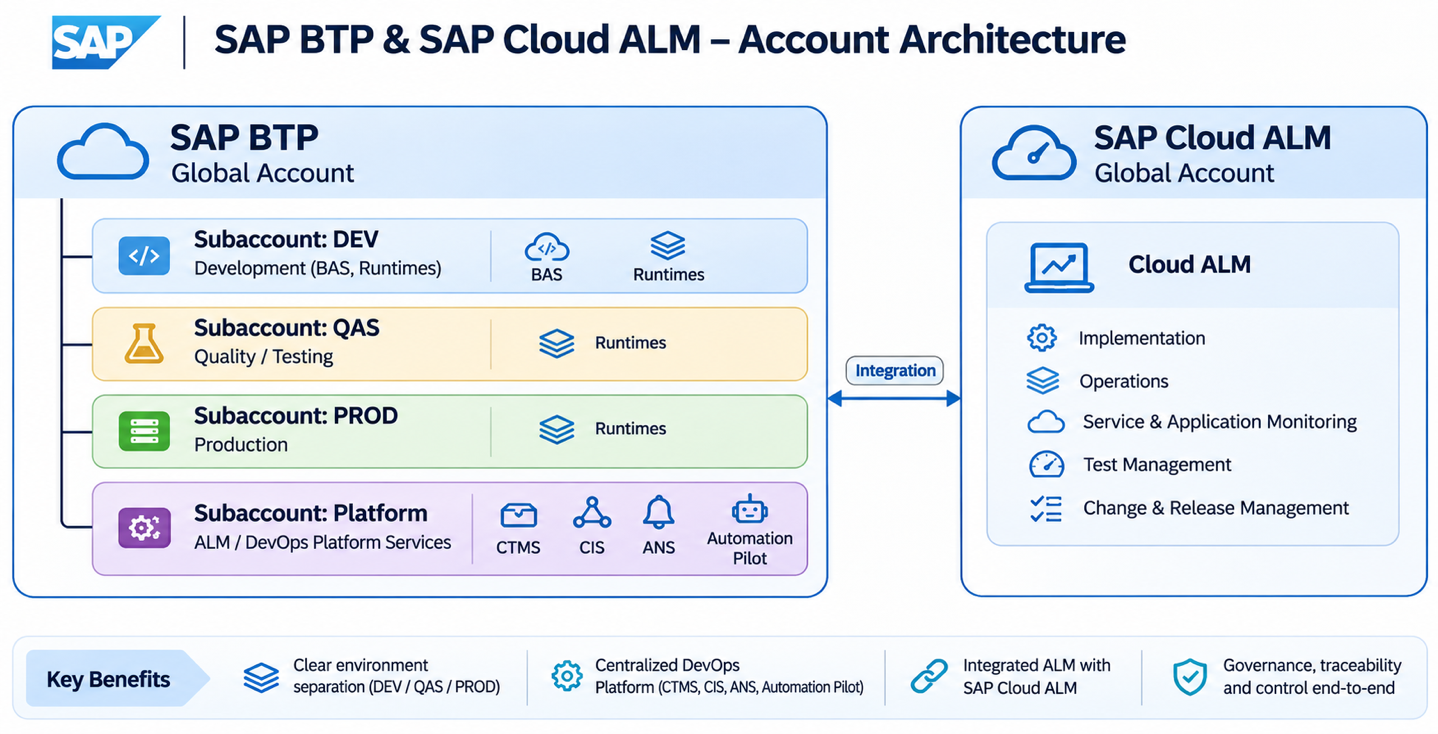 SAP
SAP BTP & SAP Cloud ALM – Account Architecture
SAP BTP
Global Account
Subaccount: DEV
Development (BAS, Runtimes)
</>
</>
BAS
Runtimes
Subaccount: QAS
Quality / Testing
Runtimes
Subaccount: PROD
Production
Runtimes
Subaccount: Platform
ALM / DevOps Platform Services
CTMS
CIS
ANS
Automation
Pilot
Integration
SAP Cloud ALM
Global Account
Cloud ALM
Implementation
Operations
Service & Application Monitoring
Test Management
Change & Release Management
Key Benefits
Clear environment
separation (DEV / QAS / PROD)
Centralized DevOps
Platform (CTMS, CIS, ANS, Automation Pilot)
Integrated ALM with
SAP Cloud ALM
Governance, traceability
and control end-to-end